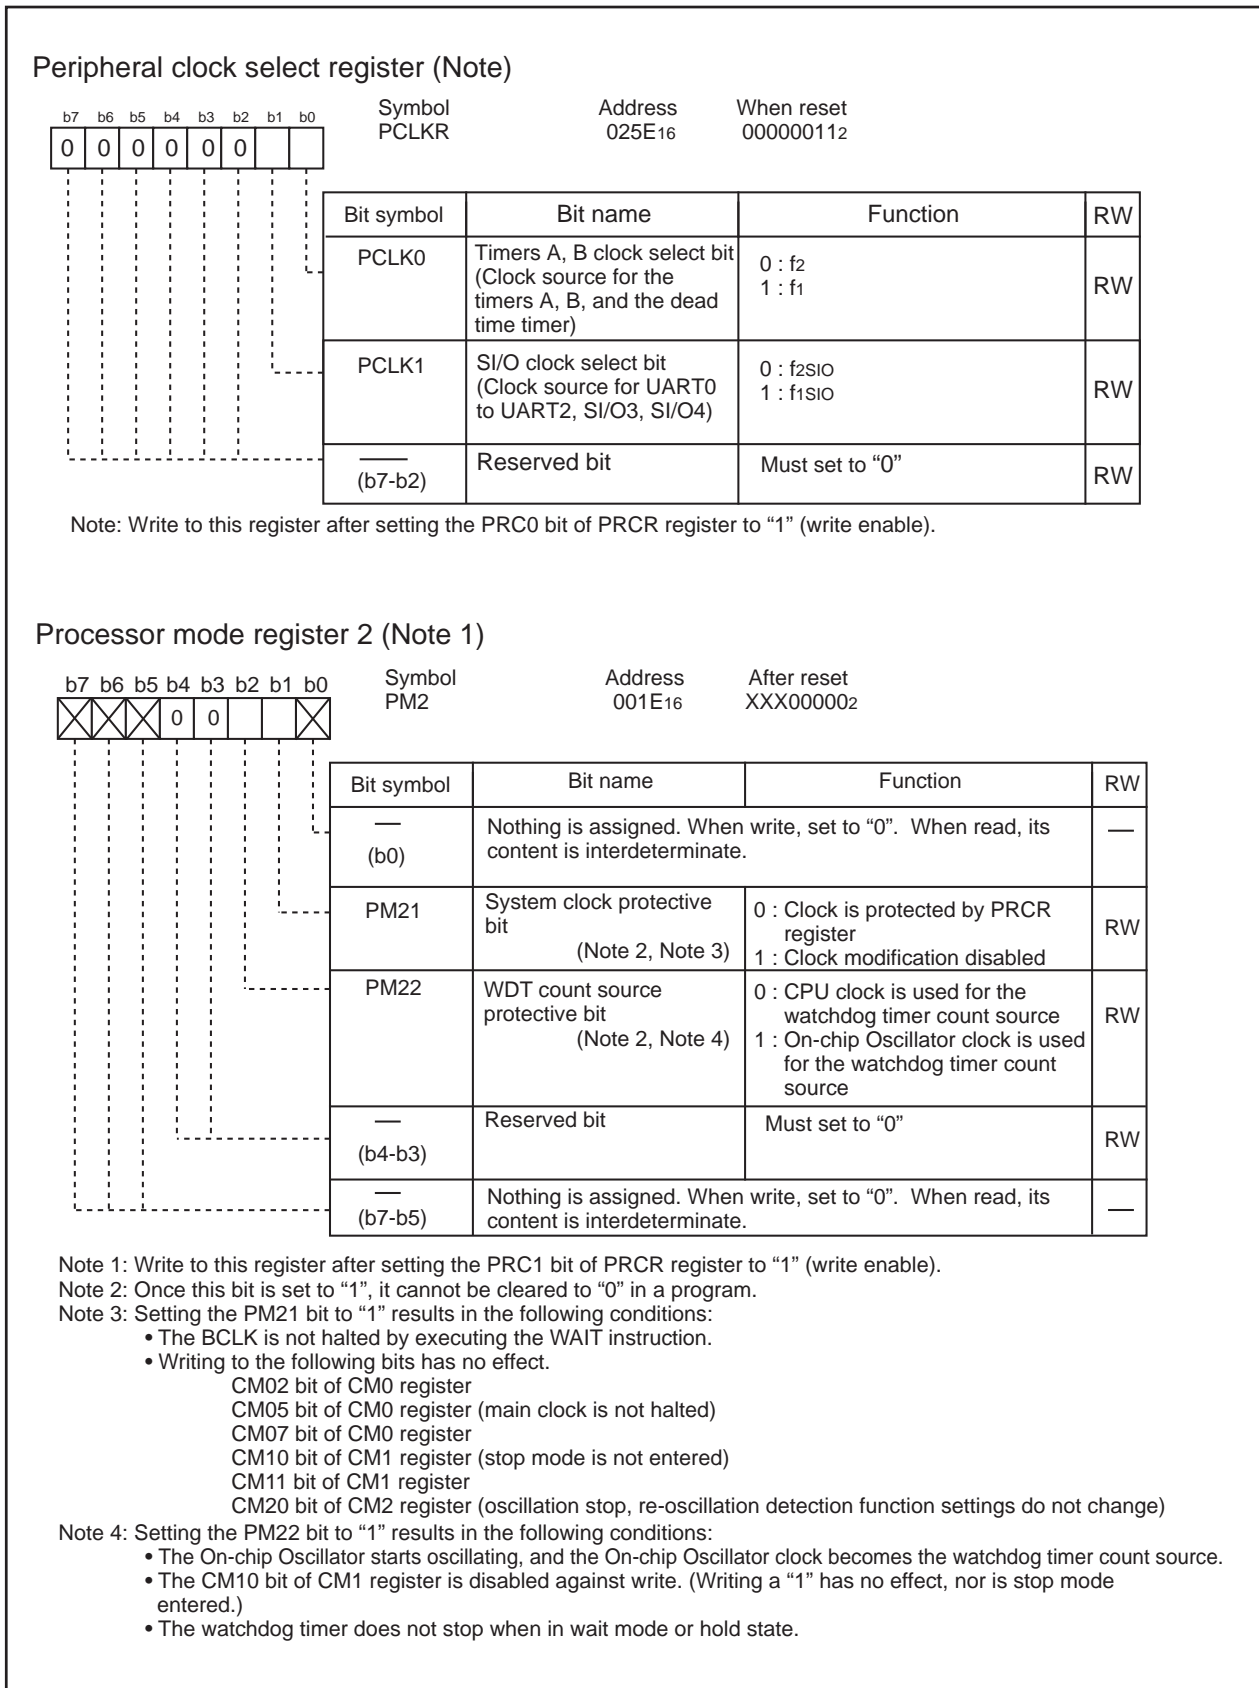 Peripheral clock select register (Note)
Symbol Address When reset
PCLKR 025E16 000000112
b7 b6 b5 b4 b3 b2 b1 b0
0 0 0 0 0 0
Bit symbol Bit name Function RW
PCLK0 Timers A, B clock select bit
(Clock source for the
timers A, B, and the dead
time timer)
0 : f2
1 : f1
RW
PCLK1 SI/O clock select bit
(Clock source for UART0
to UART2, SI/O3, SI/O4)
0 : f2SIO
1 : f1SIO
RW
(b7-b2) Reserved bit Must set to “0” RW
Note: Write to this register after setting the PRC0 bit of PRCR register to “1” (write enable).
Processor mode register 2 (Note 1)
Symbol Address After reset
PM2 001E16 XXX000002
b7 b6 b5 b4 b3 b2 b1 b0
0 0
Bit symbol Bit name Function RW
—
(b0)
Nothing is assigned. When write, set to “0”. When read, its
content is interdeterminate.
—
PM21 System clock protective
bit
(Note 2, Note 3)
0 : Clock is protected by PRCR
register
1 : Clock modification disabled
RW
PM22 WDT count source
protective bit
(Note 2, Note 4)
0 : CPU clock is used for the
watchdog timer count source
1 : On-chip Oscillator clock is used
for the watchdog timer count
source
RW
—
(b4-b3)
Reserved bit Must set to “0” RW
—
(b7-b5)
Nothing is assigned. When write, set to “0”. When read, its
content is interdeterminate.
—
Note 1: Write to this register after setting the PRC1 bit of PRCR register to “1” (write enable).
Note 2: Once this bit is set to “1”, it cannot be cleared to “0” in a program.
Note 3: Setting the PM21 bit to “1” results in the following conditions:
• The BCLK is not halted by executing the WAIT instruction.
• Writing to the following bits has no effect.
CM02 bit of CM0 register
CM05 bit of CM0 register (main clock is not halted)
CM07 bit of CM0 register
CM10 bit of CM1 register (stop mode is not entered)
CM11 bit of CM1 register
CM20 bit of CM2 register (oscillation stop, re-oscillation detection function settings do not change)
Note 4: Setting the PM22 bit to “1” results in the following conditions:
• The On-chip Oscillator starts oscillating, and the On-chip Oscillator clock becomes the watchdog timer count source.
• The CM10 bit of CM1 register is disabled against write. (Writing a “1” has no effect, nor is stop mode
entered.)
• The watchdog timer does not stop when in wait mode or hold state.